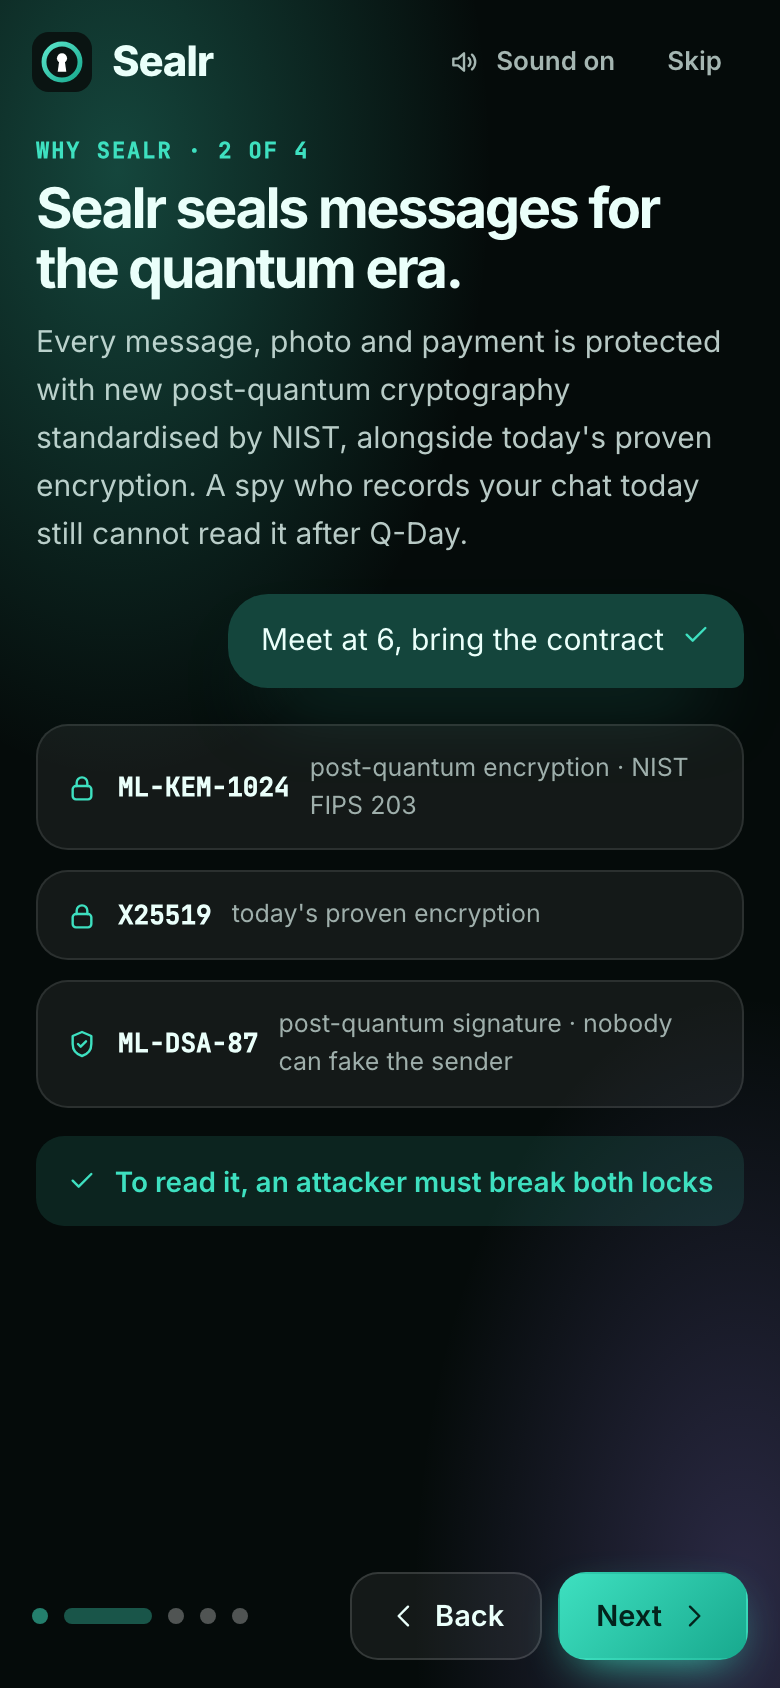 Sealr
Sound on
Skip
WHY SEALR · 2 OF 4
Sealr seals messages for
the quantum era.
Every message, photo and payment is protected
with new post-quantum cryptography
standardised by NIST, alongside today's proven
encryption. A spy who records your chat today
still cannot read it after Q-Day.
Meet at 6, bring the contract
ML-KEM-1024
post-quantum encryption · NIST
FIPS 203
X25519
today's proven encryption
ML-DSA-87
post-quantum signature · nobody
can fake the sender
To read it, an attacker must break both locks
Back
Next